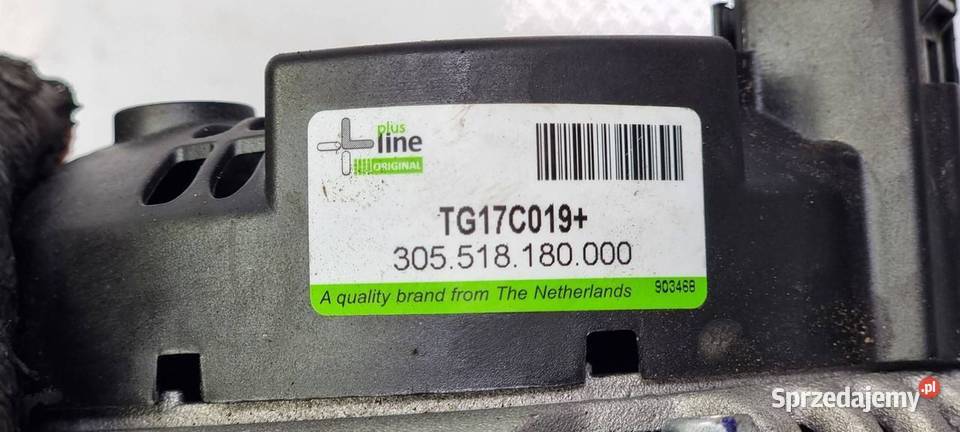 plus
line
ORIGINAL
TG17C019+
305.518.180.000
A quality brand from The Netherlands
903468
Sprzedajemy.pl